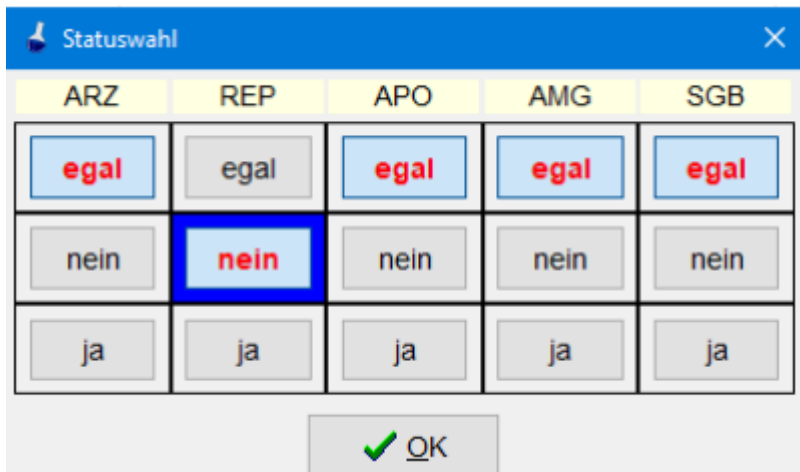 Statuswahl
ARZ REP APO AMG SGB
egal egal egal egal egal
nein nein nein nein nein
ja ja ja ja ja
OK